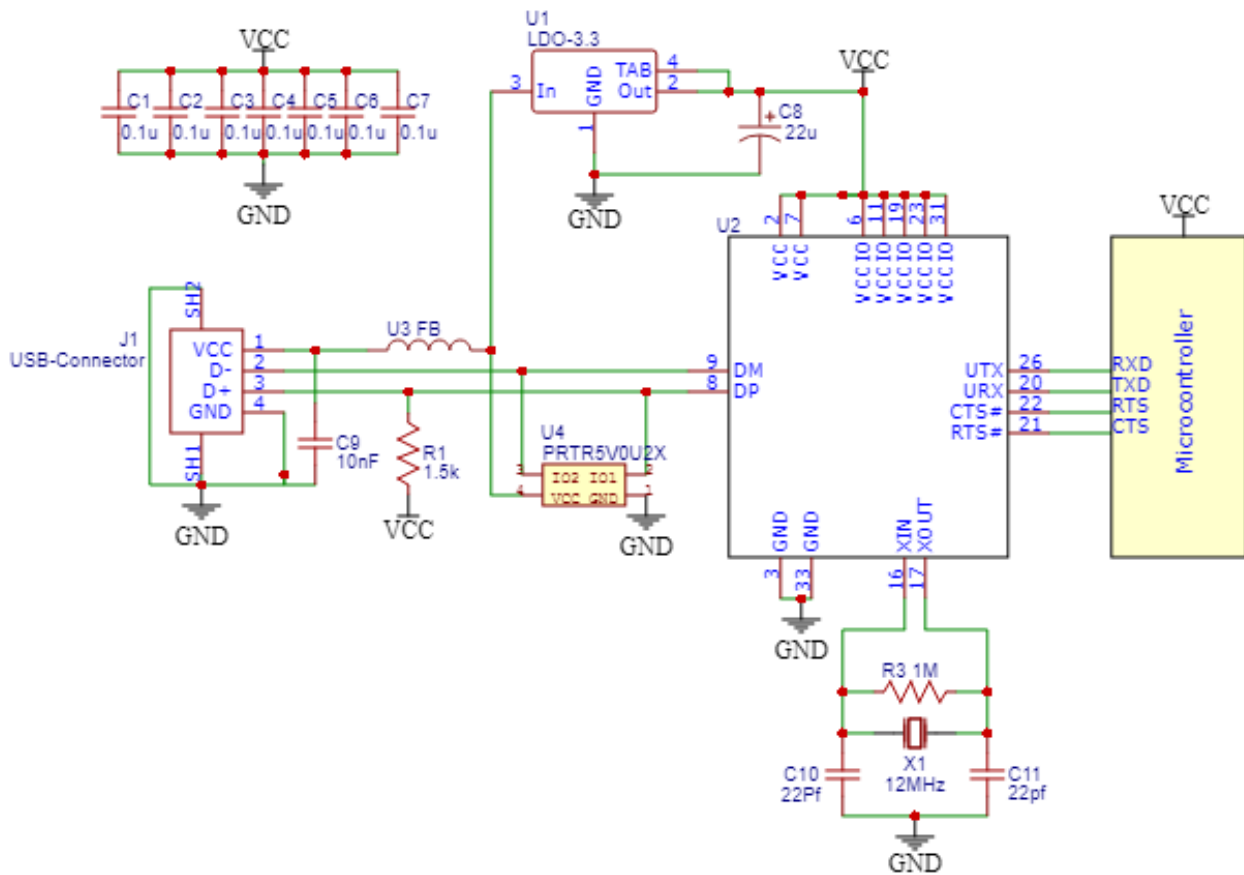 VCC
C1
0.1u
C2
0.1u
C3
0.1u
C4
0.1u
C5
0.1u
C6
0.1u
C7
0.1u
GND
U1
LDO-3.3
3
In
GND
1
TAB
Out
4
2
C8
22u
GND
VCC
J1
USB-Connector
SH2
VCC
D-
D+
GND
SH1
1
2
3
4
GND
C9
10nF
U3 FB
R1
1.5k
VCC
U4
PRTR5V0U2X
3
IO2 IO1
2
4
VCC GND
1
GND
U2
2
7
6
11
19
23
31
VCC
VCC
VCCIO
VCCIO
VCCIO
VCCIO
VCCIO
9
DM
8
DP
UTX
26
URX
20
CTS#
22
RTS#
21
GND
GND
3
33
GND
XIN
XOUT
16
17
R3 1M
X1
12MHz
C10
22Pf
C11
22pf
GND
VCC
RXD
TXD
RTS
CTS
Microcontroller